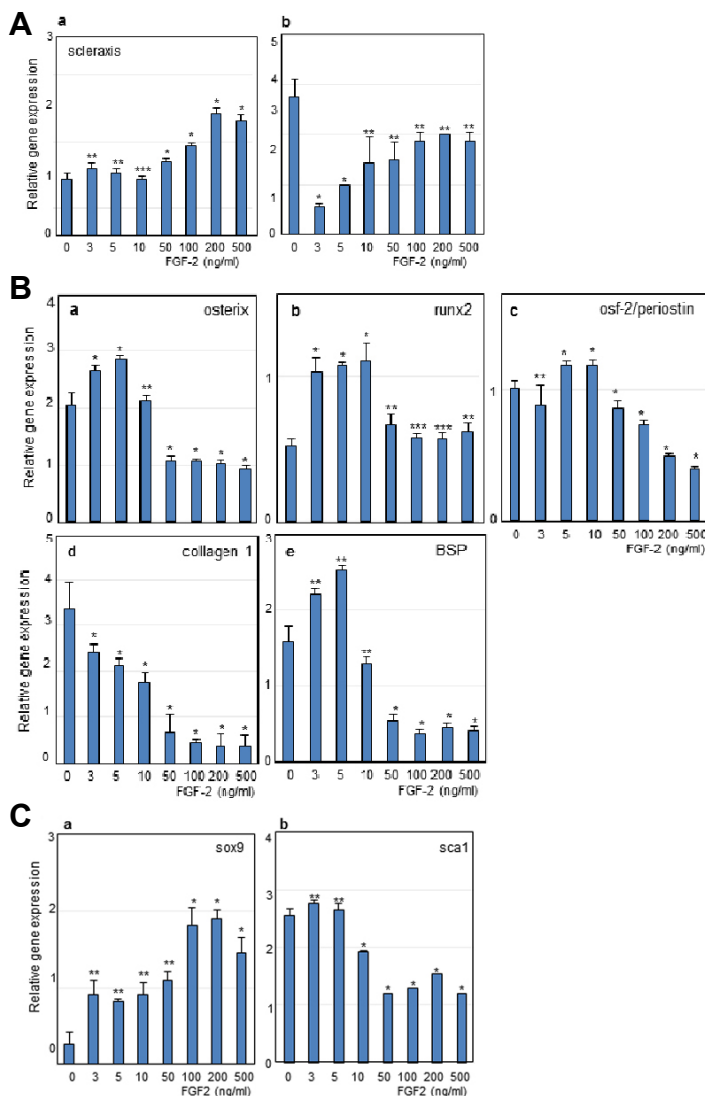 A
a
b
3
2
1
0
Relative gene expression
scleraxis
* ** ** *** * * * *
0 3 5 10 50 100 200 500
FGF-2 (ng/ml)
5
4
3
1
0
* * ** ** ** ** **
0 3 5 10 50 100 200 500
B
a
osterix
4
3
2
1
0
Relative gene expression
* * ** * * * *
b
runx2
1
0
* * * ** *** *** **
c
osf-2/periostin
1
0
** * * * * * *
0 3 5 10 50 100 200 500
FGF-2 (ng/ml)
d
collagen 1
5
4
3
2
1
0
Relative gene expression
* * * * * * *
0 3 5 10 50 100 200 500
FGF-2 (ng/ml)
e
BSP
2
1
0
** ** ** * * * *
0 3 5 10 50 100 200 500
FGF-2 (ng/ml)
C
a
sox9
3
2
1
0
Relative gene expression
** ** ** ** * * *
0 3 5 10 50 100 200 500
FGF2 (ng/ml)
b
sca1
4
3
2
1
0
** ** * * * * *
0 3 5 10 50 100 200 500
FGF2 (ng/ml)